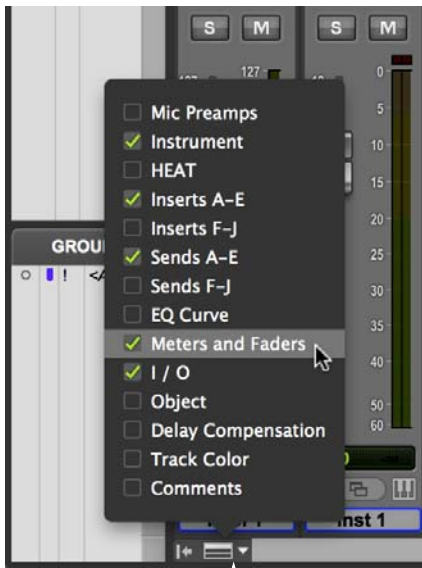 S M S M
127 127
0
5
10
15
20
25
30
35
40
50
60
Mic Preamps
Instrument
HEAT
Inserts A–E
Inserts F–J
Sends A–E
Sends F–J
EQ Curve
Meters and Faders
I / O
Object
Delay Compensation
Track Color
Comments
GROU
!
Inst 1